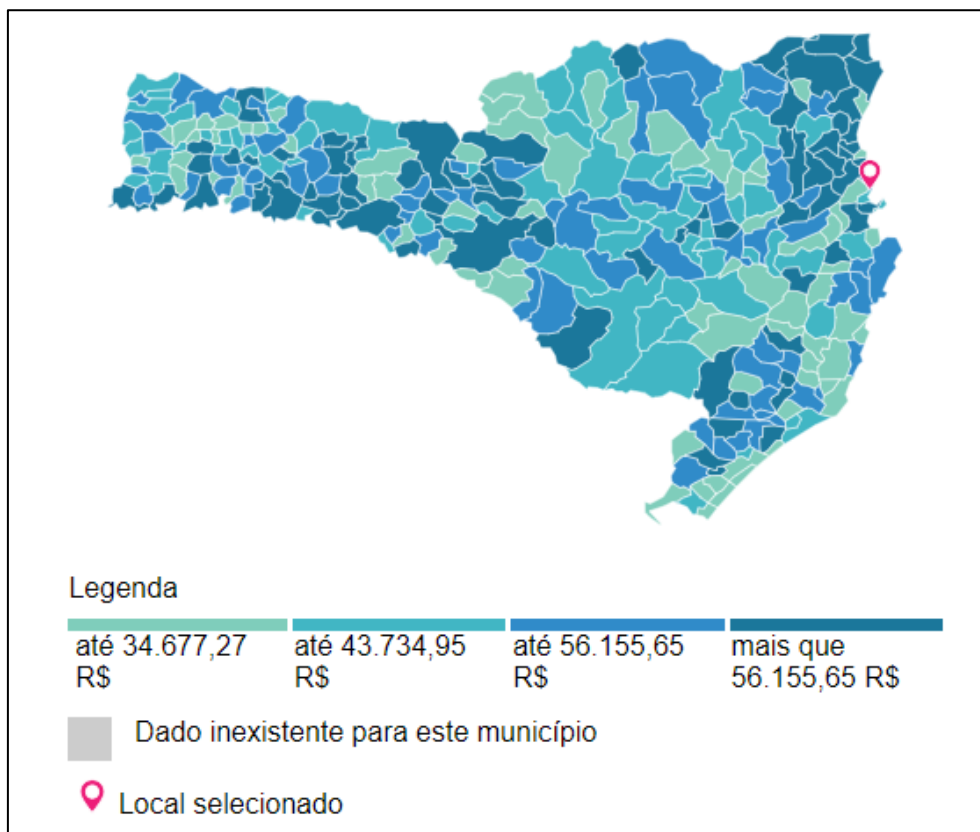 Legenda
até 34.677,27 R$
até 43.734,95 R$
até 56.155,65 R$
mais que 56.155,65 R$
Dado inexistente para este município
Local selecionado